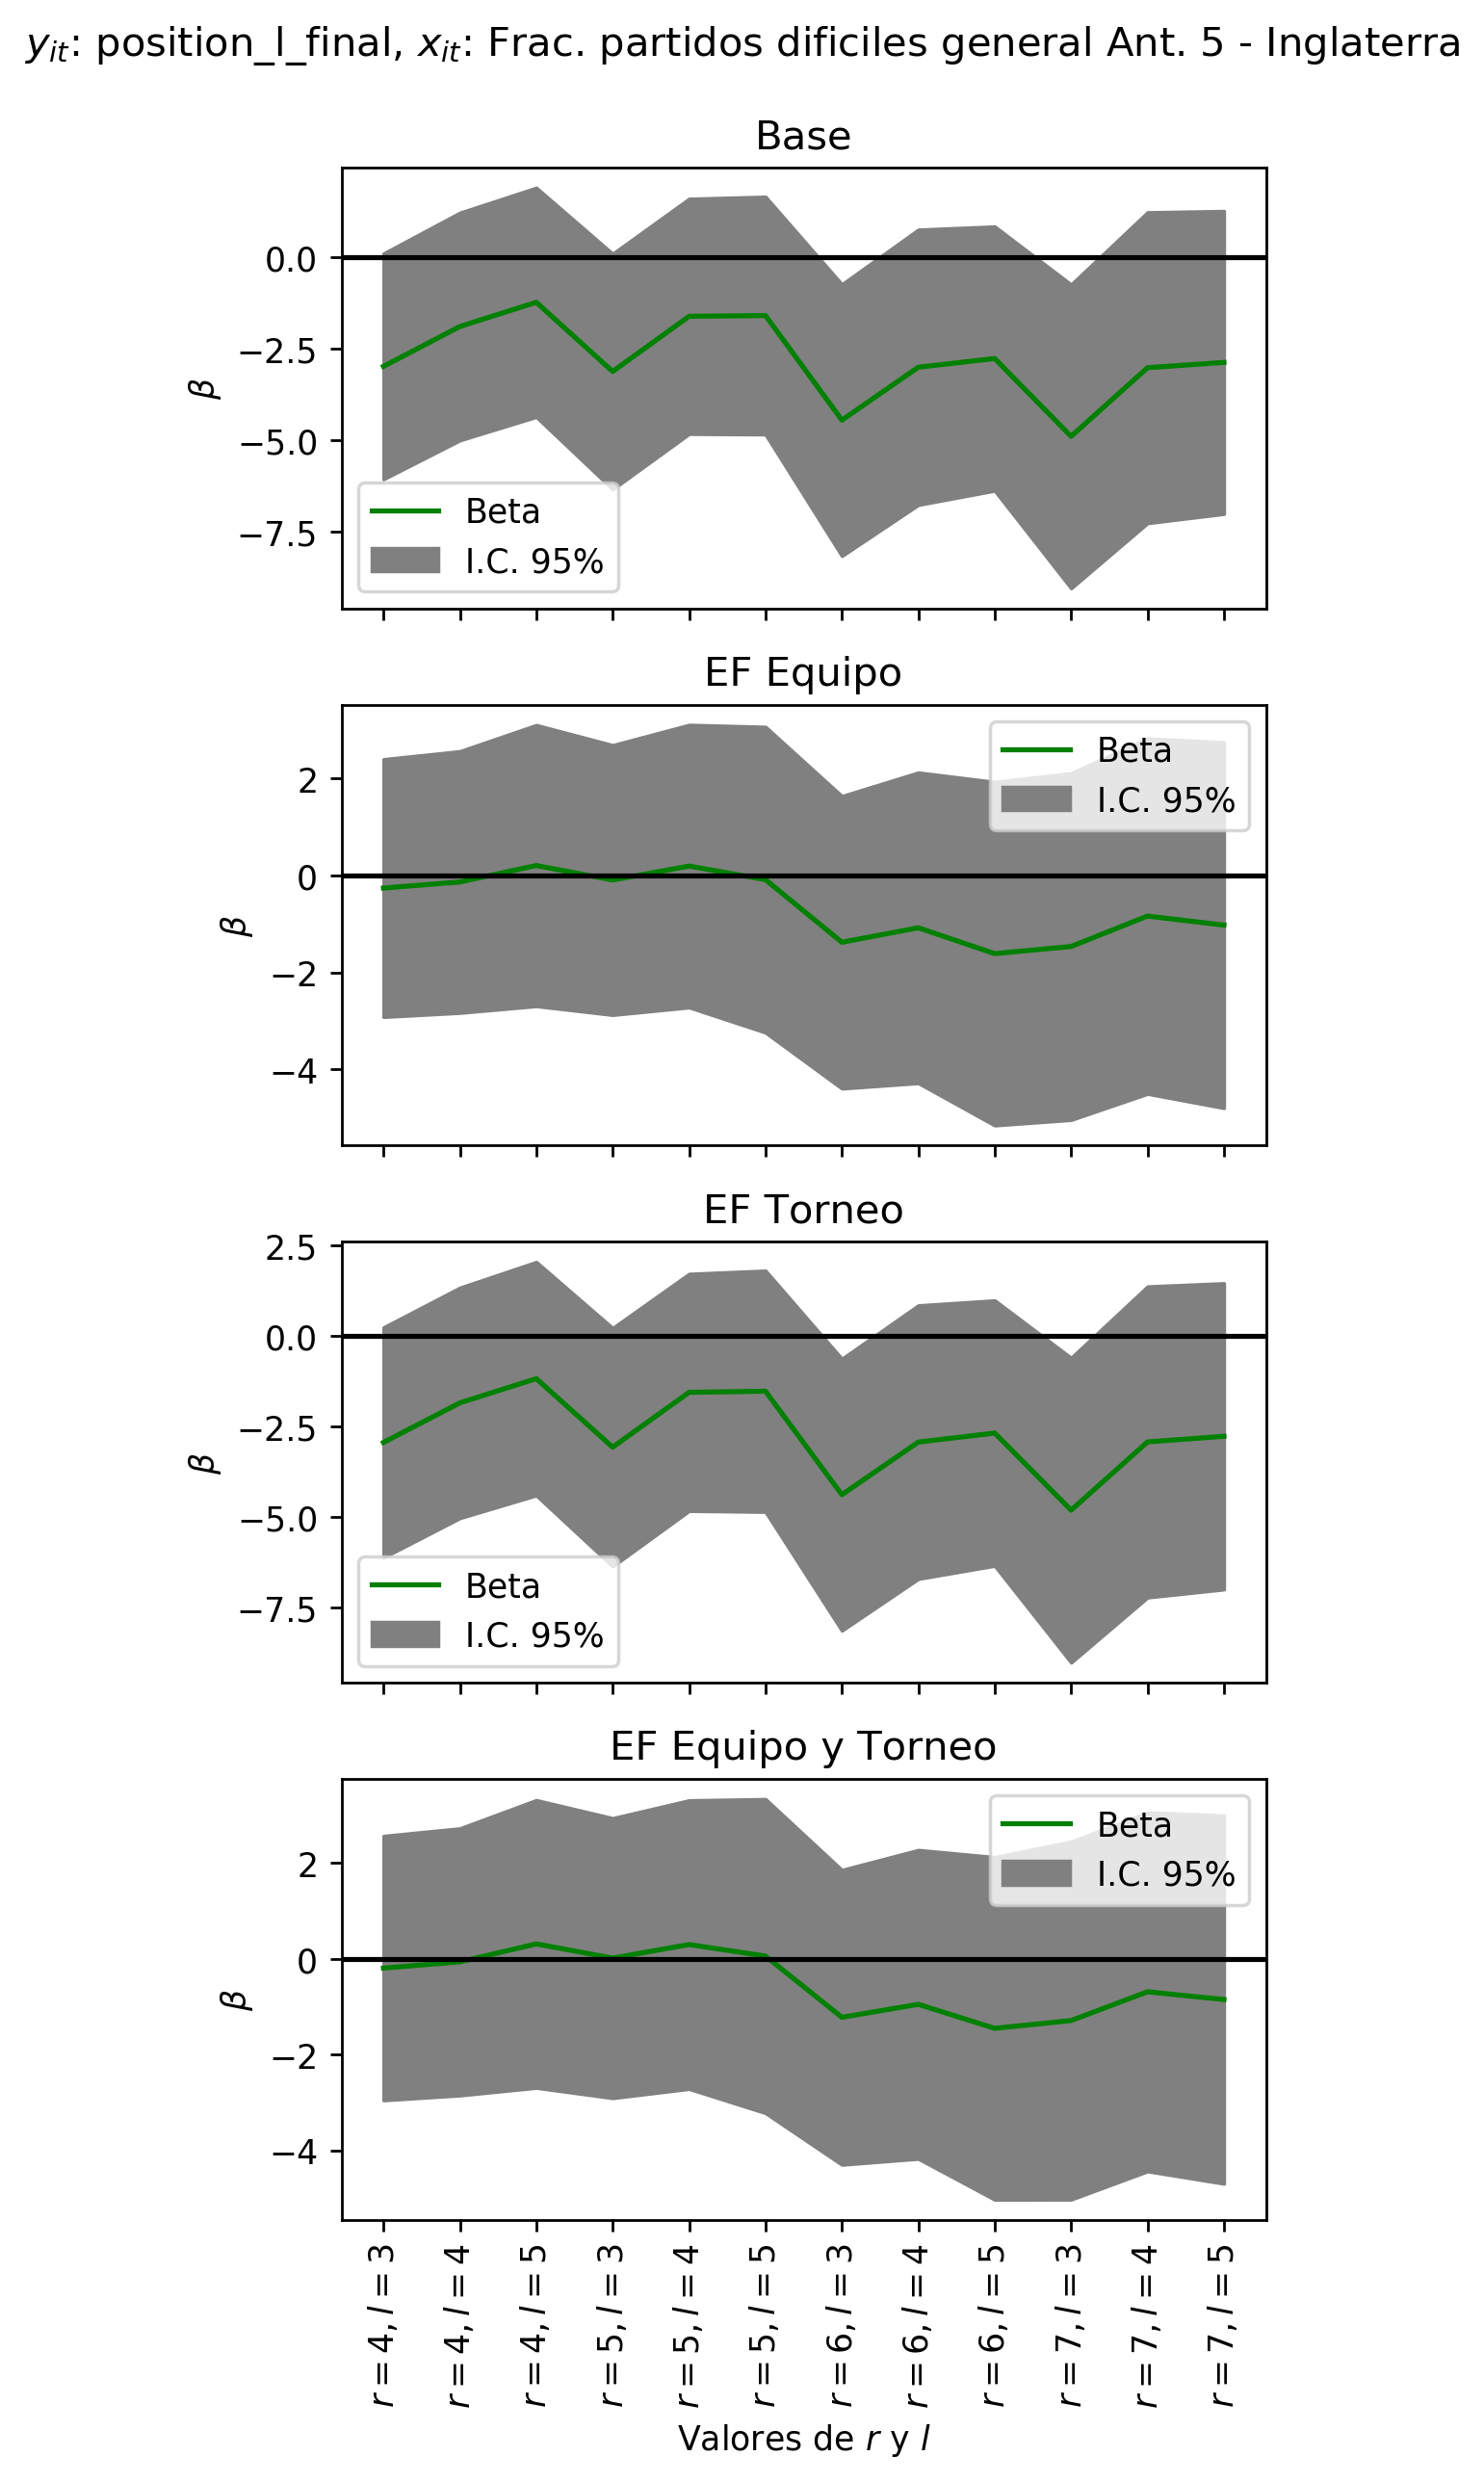 y_{it}: position_l_final, x_{it}: Frac. partidos dificiles general Ant. 5 - Inglaterra
Base
0.0
−2.5
−5.0
−7.5
β
Beta
I.C. 95%
EF Equipo
2
0
−2
−4
β
Beta
I.C. 95%
EF Torneo
2.5
0.0
−2.5
−5.0
−7.5
β
Beta
I.C. 95%
EF Equipo y Torneo
2
0
−2
−4
β
Beta
I.C. 95%
r = 4, l = 3
r = 4, l = 4
r = 4, l = 5
r = 5, l = 3
r = 5, l = 4
r = 5, l = 5
r = 6, l = 3
r = 6, l = 4
r = 6, l = 5
r = 7, l = 3
r = 7, l = 4
r = 7, l = 5
Valores de r y l